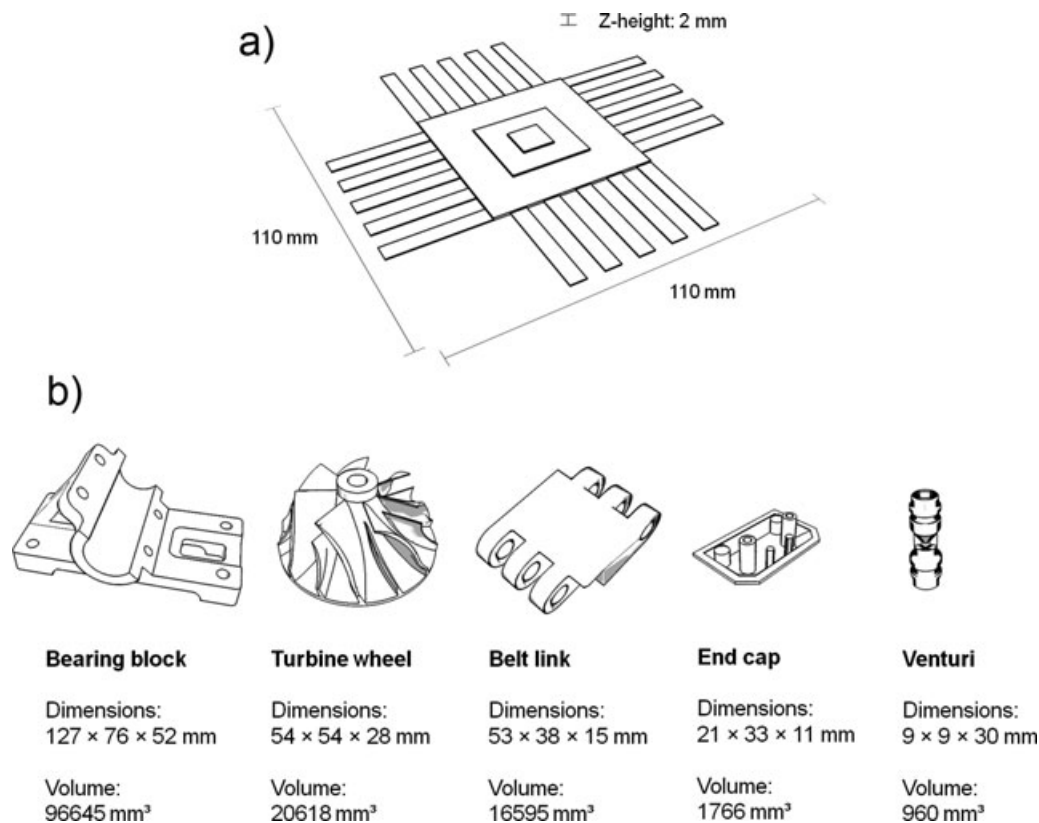 Z-height: 2 mm
a)
110 mm
110 mm
b)
Bearing block
Dimensions:
127 × 76 × 52 mm
Volume:
96645 mm³
Turbine wheel
Dimensions:
54 × 54 × 28 mm
Volume:
20618 mm³
Belt link
Dimensions:
53 × 38 × 15 mm
Volume:
16595 mm³
End cap
Dimensions:
21 × 33 × 11 mm
Volume:
1766 mm³
Venturi
Dimensions:
9 × 9 × 30 mm
Volume:
960 mm³